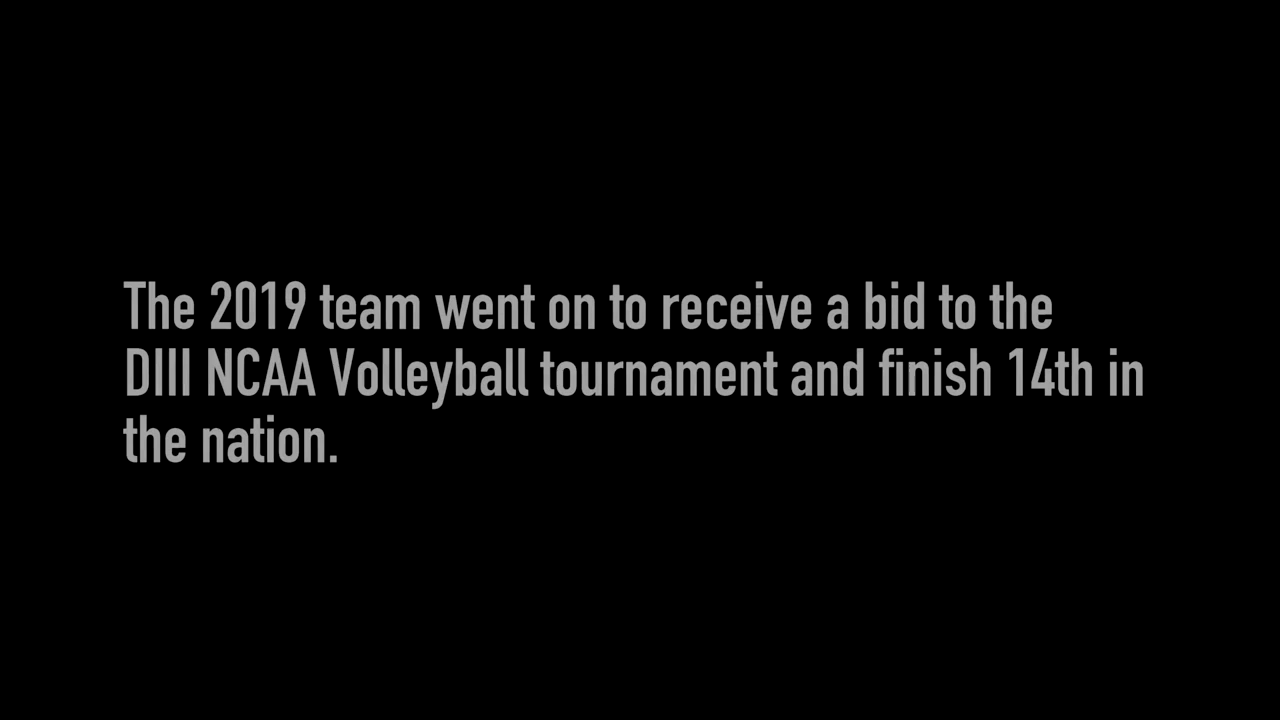 The 2019 team went on to receive a bid to the
DIII NCAA Volleyball tournament and finish 14th in
the nation.